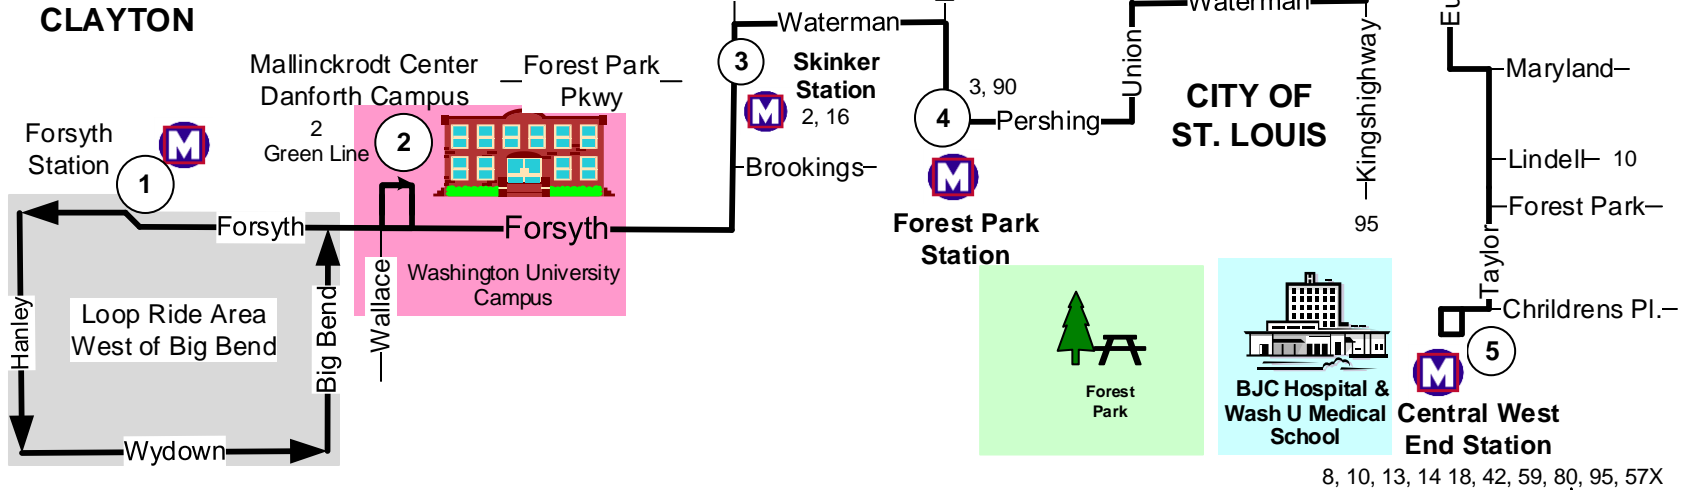 CLAYTON
Waterman
Waterman
Eu
Mallinckrodt Center
Danforth Campus
2
Green Line
Forest Park
Pkwy
3
Skinker
Station
2, 16
M
Union
3, 90
4
Pershing
CITY OF
ST. LOUIS
Kingshighway
95
Maryland
Forsyth
Station
M
1
2
Brookings
M
Forest Park
Station
Lindell 10
Forest Park
Taylor
Forsyth
Forsyth
Washington University
Campus
Wallace
Hanley
Loop Ride Area
West of Big Bend
Big Bend
Wydown
Forest
Park
BJC Hospital &
Wash U Medical
School
Chrildrens Pl.
5
M
Central West
End Station
8, 10, 13, 14 18, 42, 59, 80, 95, 57X